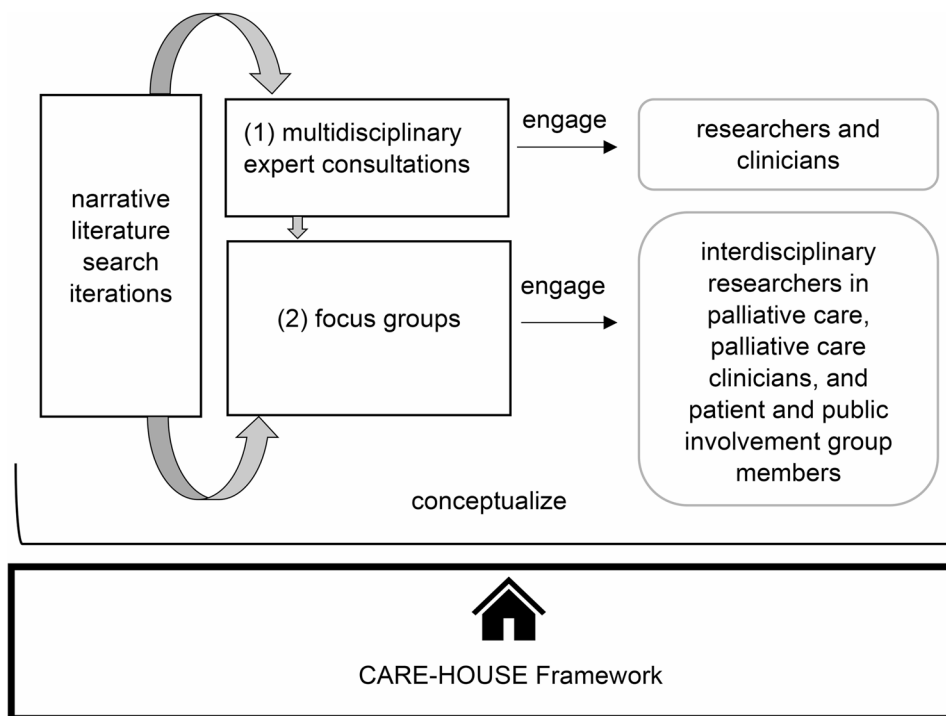 narrative
literature
search
iterations
(1) multidisciplinary
expert consultations
engage
researchers and
clinicians
(2) focus groups
engage
interdisciplinary
researchers in
palliative care,
palliative care
clinicians, and
patient and public
involvement group
members
conceptualize
CARE-HOUSE Framework